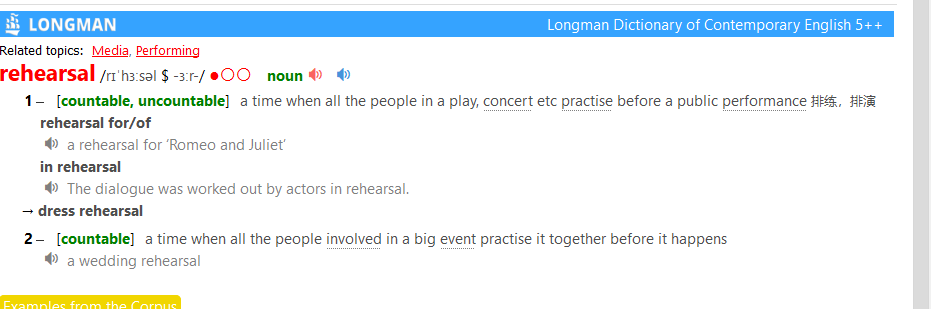 LONGMAN Longman Dictionary of Contemporary English 5++
Related topics: Media, Performing
rehearsal /rɪˈhɜːsəl $ -ɜːr-/ ●○○ noun
1 – [countable, uncountable] a time when all the people in a play, concert etc practise before a public performance 排练，排演
rehearsal for/of
a rehearsal for ‘Romeo and Juliet’
in rehearsal
The dialogue was worked out by actors in rehearsal.
→ dress rehearsal
2 – [countable] a time when all the people involved in a big event practise it together before it happens
a wedding rehearsal
Examples from the Corpus